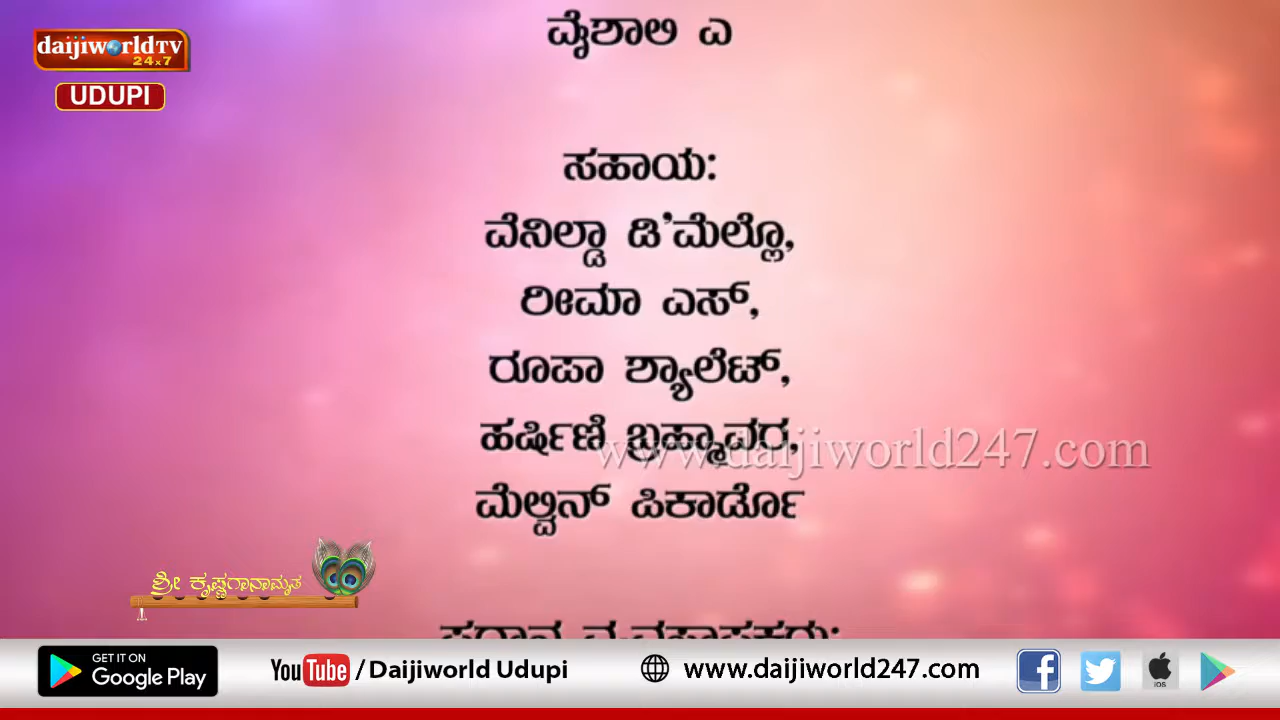 daijiworldTV
24x7
UDUPI
ವೈಶಾಲಿ ಎ
ಸಹಾಯ:
ವೆನಿಲ್ಡಾ ಡಿ'ಮೆಲ್ಲೊ,
ರೀಮಾ ಎಸ್,
ರೂಪಾ ಶ್ಯಾಲೆಟ್,
ಹರ್ಷಿಣಿ ಬ್ರಹ್ಮಾವರ,
www.daijiworld247.com
ಮೆಲ್ವಿನ್ ಪಿಕಾರ್ಡೊ
ಶ್ರೀ ಕೃಷ್ಣಗಾನಾಮೃತ
GET IT ON
Google Play
YouTube /Daijiworld Udupi
www.daijiworld247.com
iOS